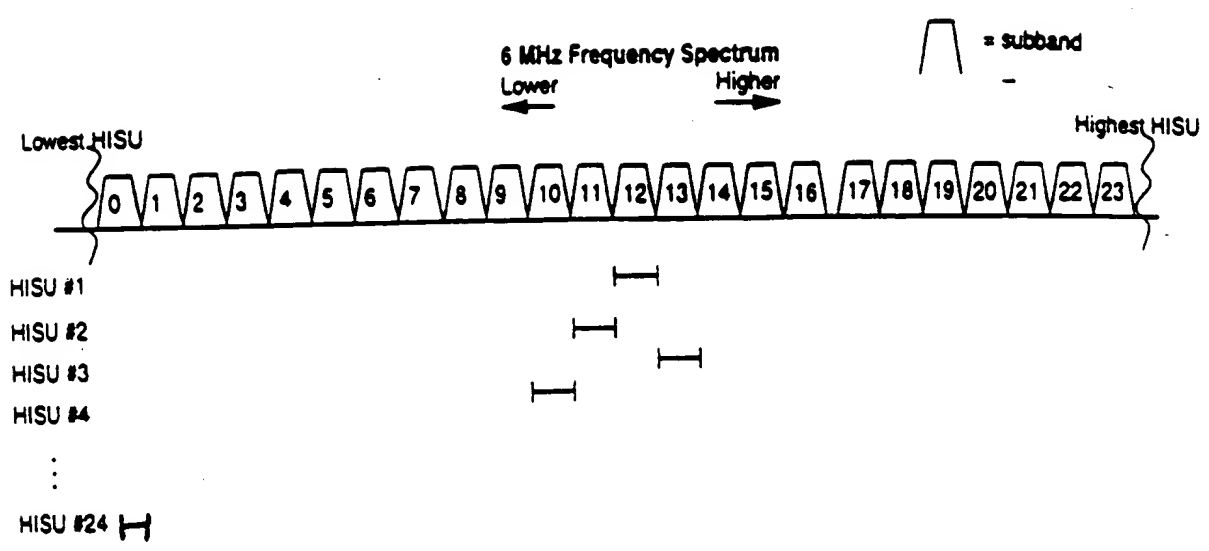 6 MHz Frequency Spectrum
Lower Higher
= subband
Lowest HISU
Highest HISU
0 1 2 3 4 5 6 7 8 9 10 11 12 13 14 15 16 17 18 19 20 21 22 23
HISU #1
HISU #2
HISU #3
HISU #4
HISU #24